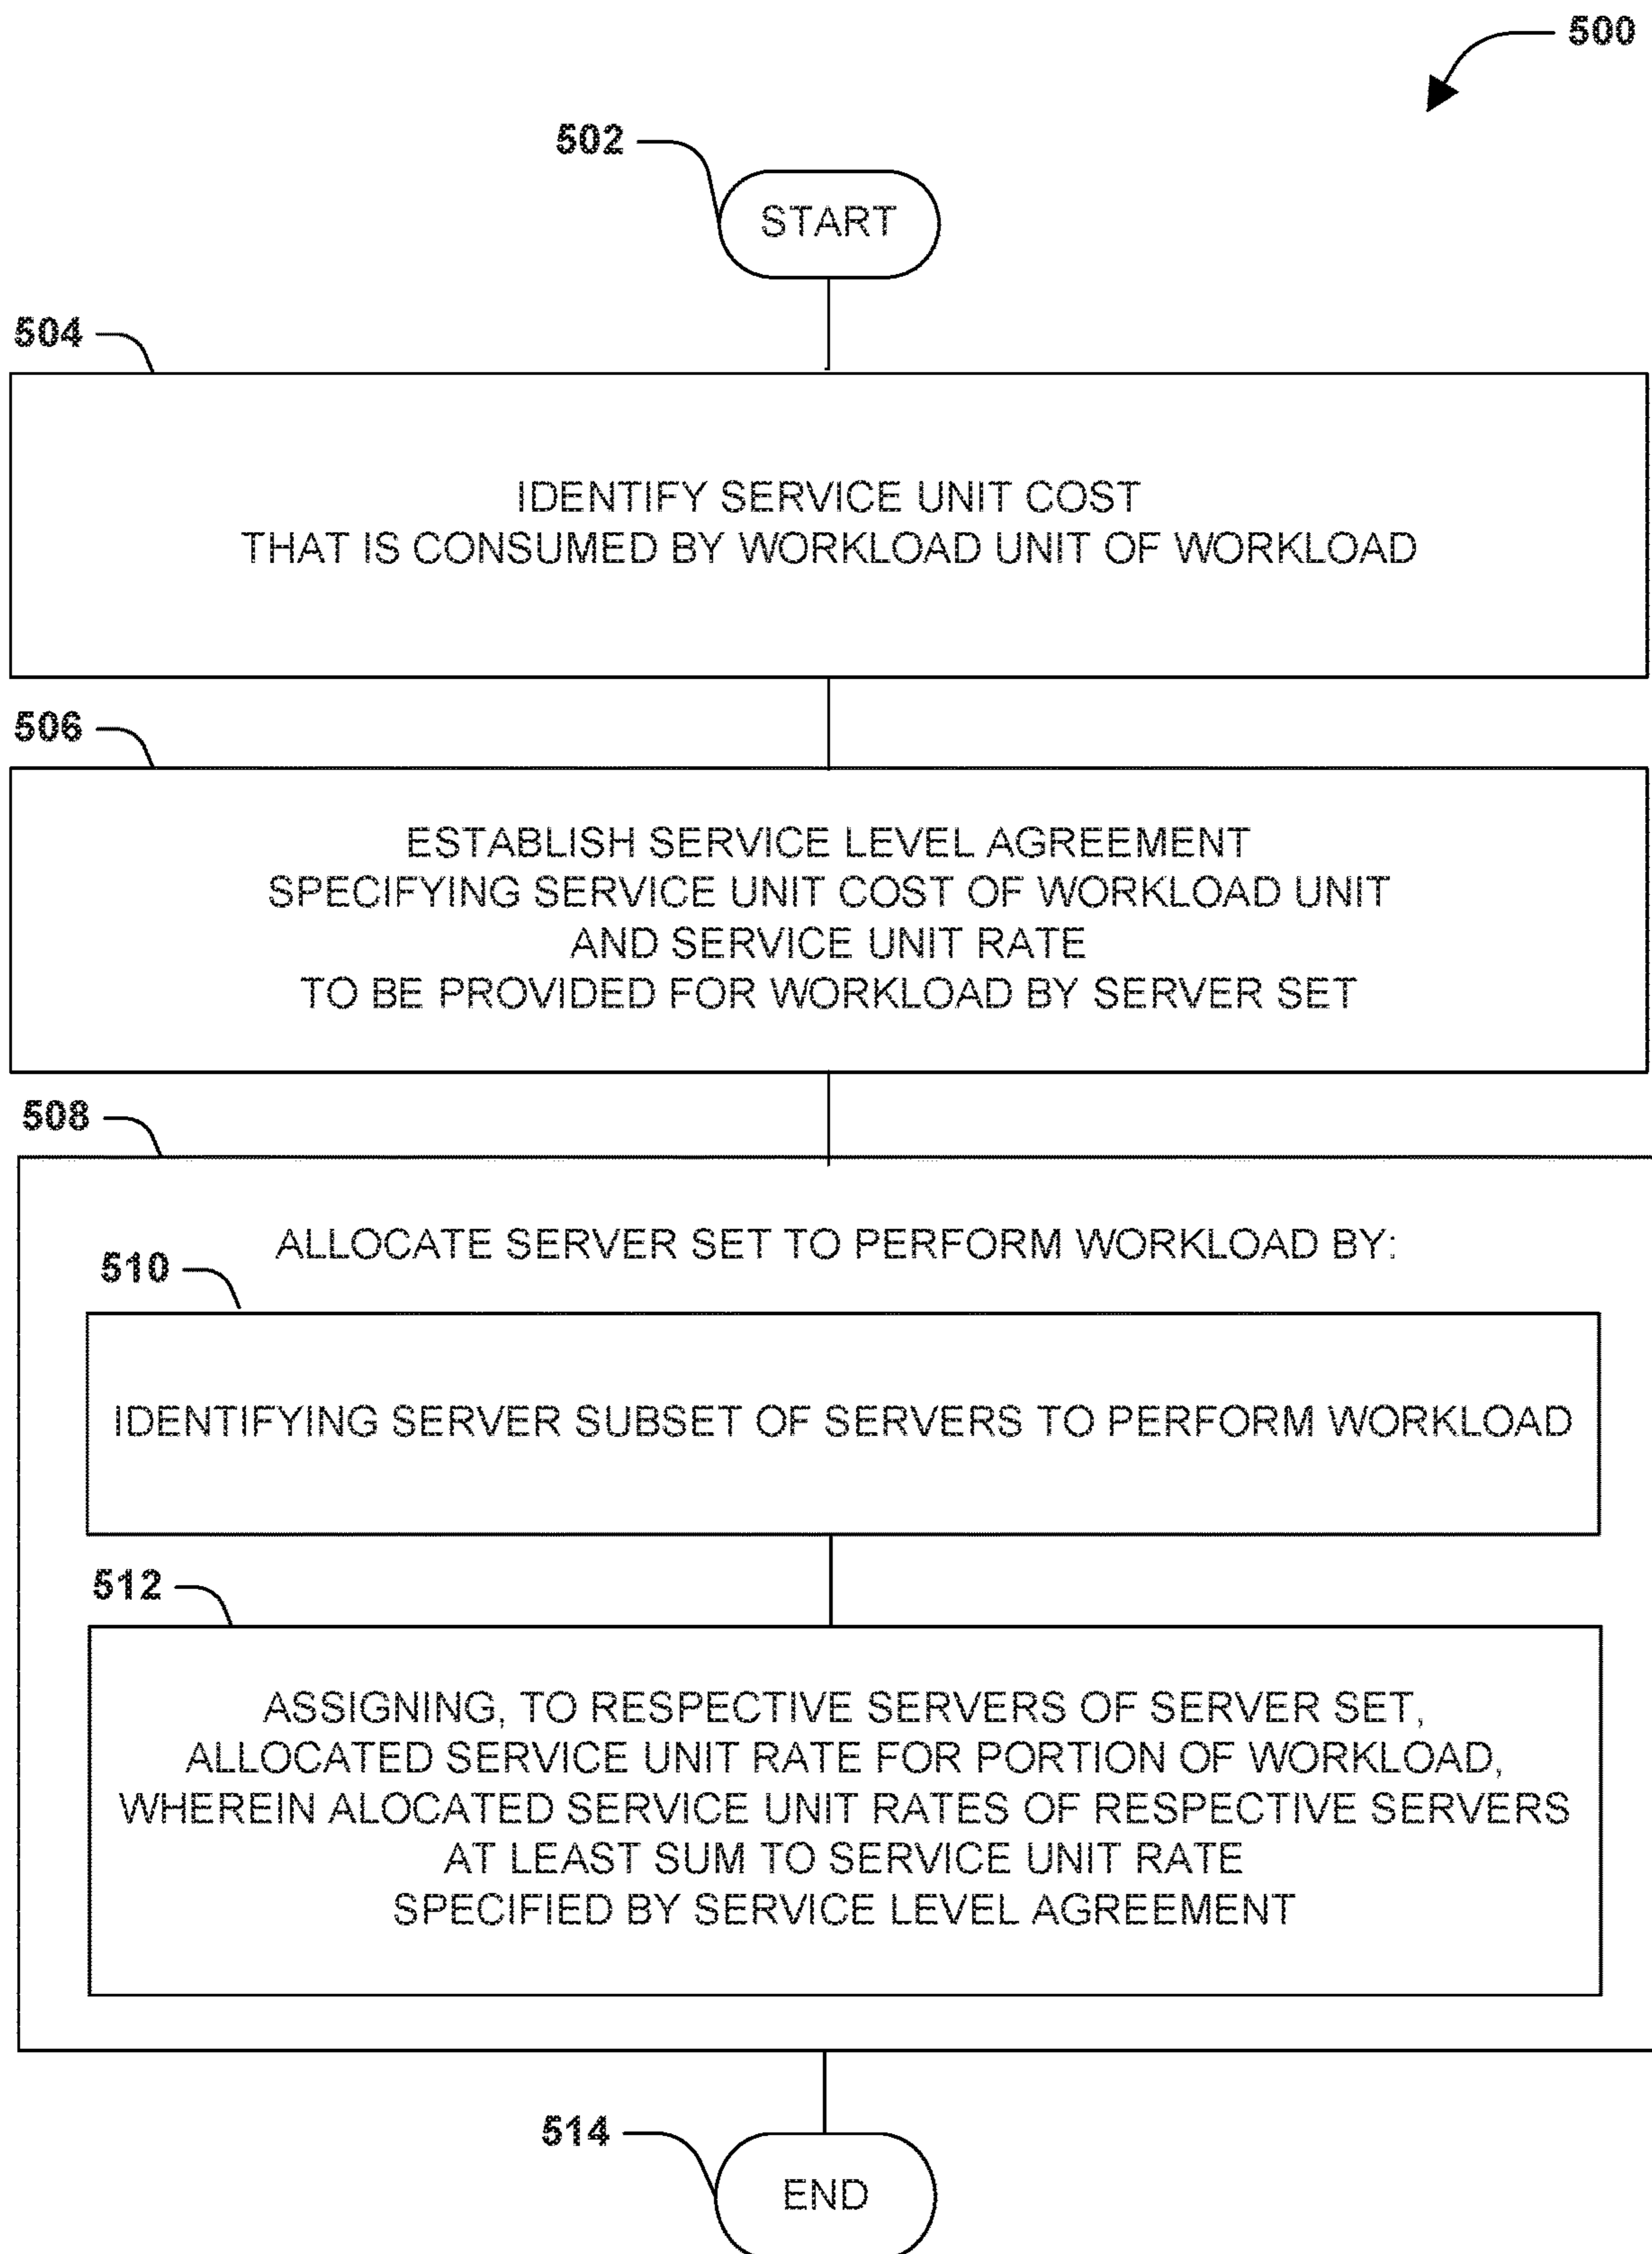 500
502
START
504
IDENTIFY SERVICE UNIT COST
THAT IS CONSUMED BY WORKLOAD UNIT OF WORKLOAD
506
ESTABLISH SERVICE LEVEL AGREEMENT
SPECIFYING SERVICE UNIT COST OF WORKLOAD UNIT
AND SERVICE UNIT RATE
TO BE PROVIDED FOR WORKLOAD BY SERVER SET
508
ALLOCATE SERVER SET TO PERFORM WORKLOAD BY:
510
IDENTIFYING SERVER SUBSET OF SERVERS TO PERFORM WORKLOAD
512
ASSIGNING, TO RESPECTIVE SERVERS OF SERVER SET,
ALLOCATED SERVICE UNIT RATE FOR PORTION OF WORKLOAD,
WHEREIN ALOCATED SERVICE UNIT RATES OF RESPECTIVE SERVERS
AT LEAST SUM TO SERVICE UNIT RATE
SPECIFIED BY SERVICE LEVEL AGREEMENT
514
END